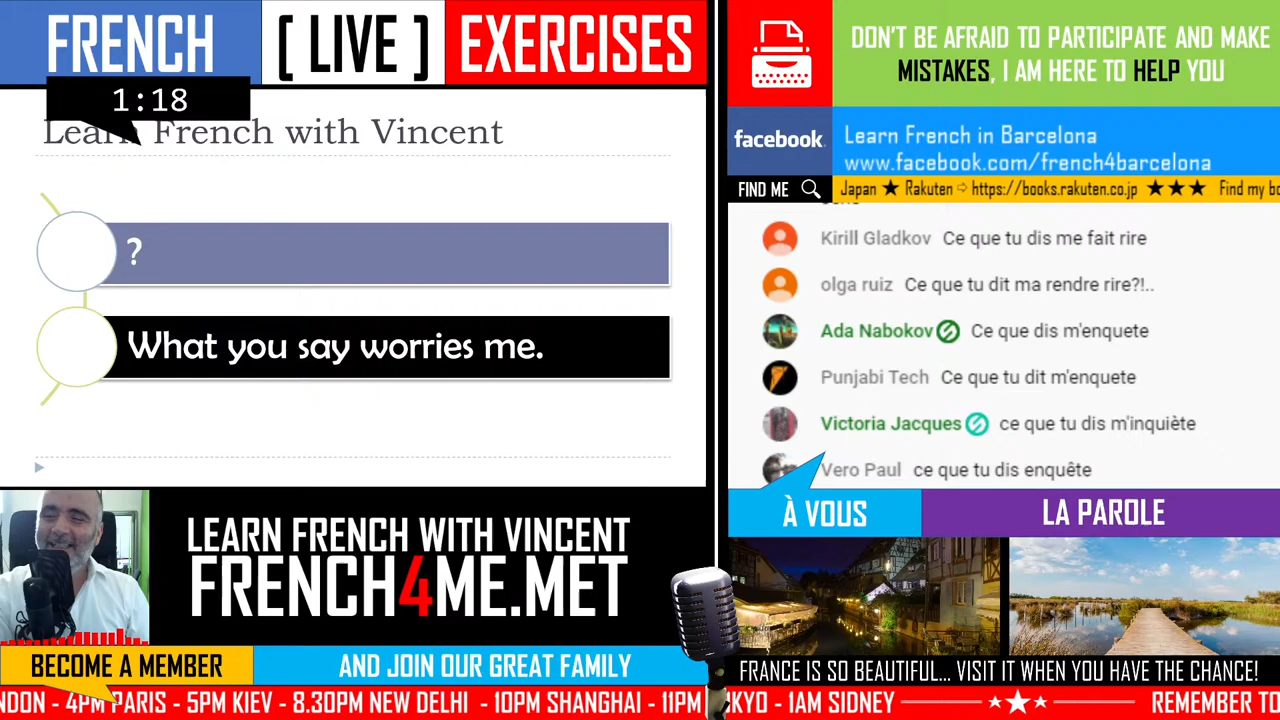 FRENCH
[ LIVE ]
EXERCISES
1:18
Learn French with Vincent
?
What you say worries me.
DON'T BE AFRAID TO PARTICIPATE AND MAKE
MISTAKES, I AM HERE TO HELP YOU
facebook.
Learn French in Barcelona
www.facebook.com/french4barcelona
FIND ME
Japan ★ Rakuten ⇨ https://books.rakuten.co.jp ★★★ Find my bo
Kirill Gladkov Ce que tu dis me fait rire
olga ruiz Ce que tu dit ma rendre rire?!..
Ada Nabokov Ce que dis m'enquete
Punjabi Tech Ce que tu dit m'enquete
Victoria Jacques ce que tu dis m'inquiète
Vero Paul ce que tu dis enquête
À VOUS
LA PAROLE
LEARN FRENCH WITH VINCENT
FRENCH4ME.MET
BECOME A MEMBER
AND JOIN OUR GREAT FAMILY
FRANCE IS SO BEAUTIFUL... VISIT IT WHEN YOU HAVE THE CHANCE!
NDON - 4PM PARIS - 5PM KIEV - 8.30PM NEW DELHI - 10PM SHANGHAI - 11PM KYO - 1AM SIDNEY ★ REMEMBER TO